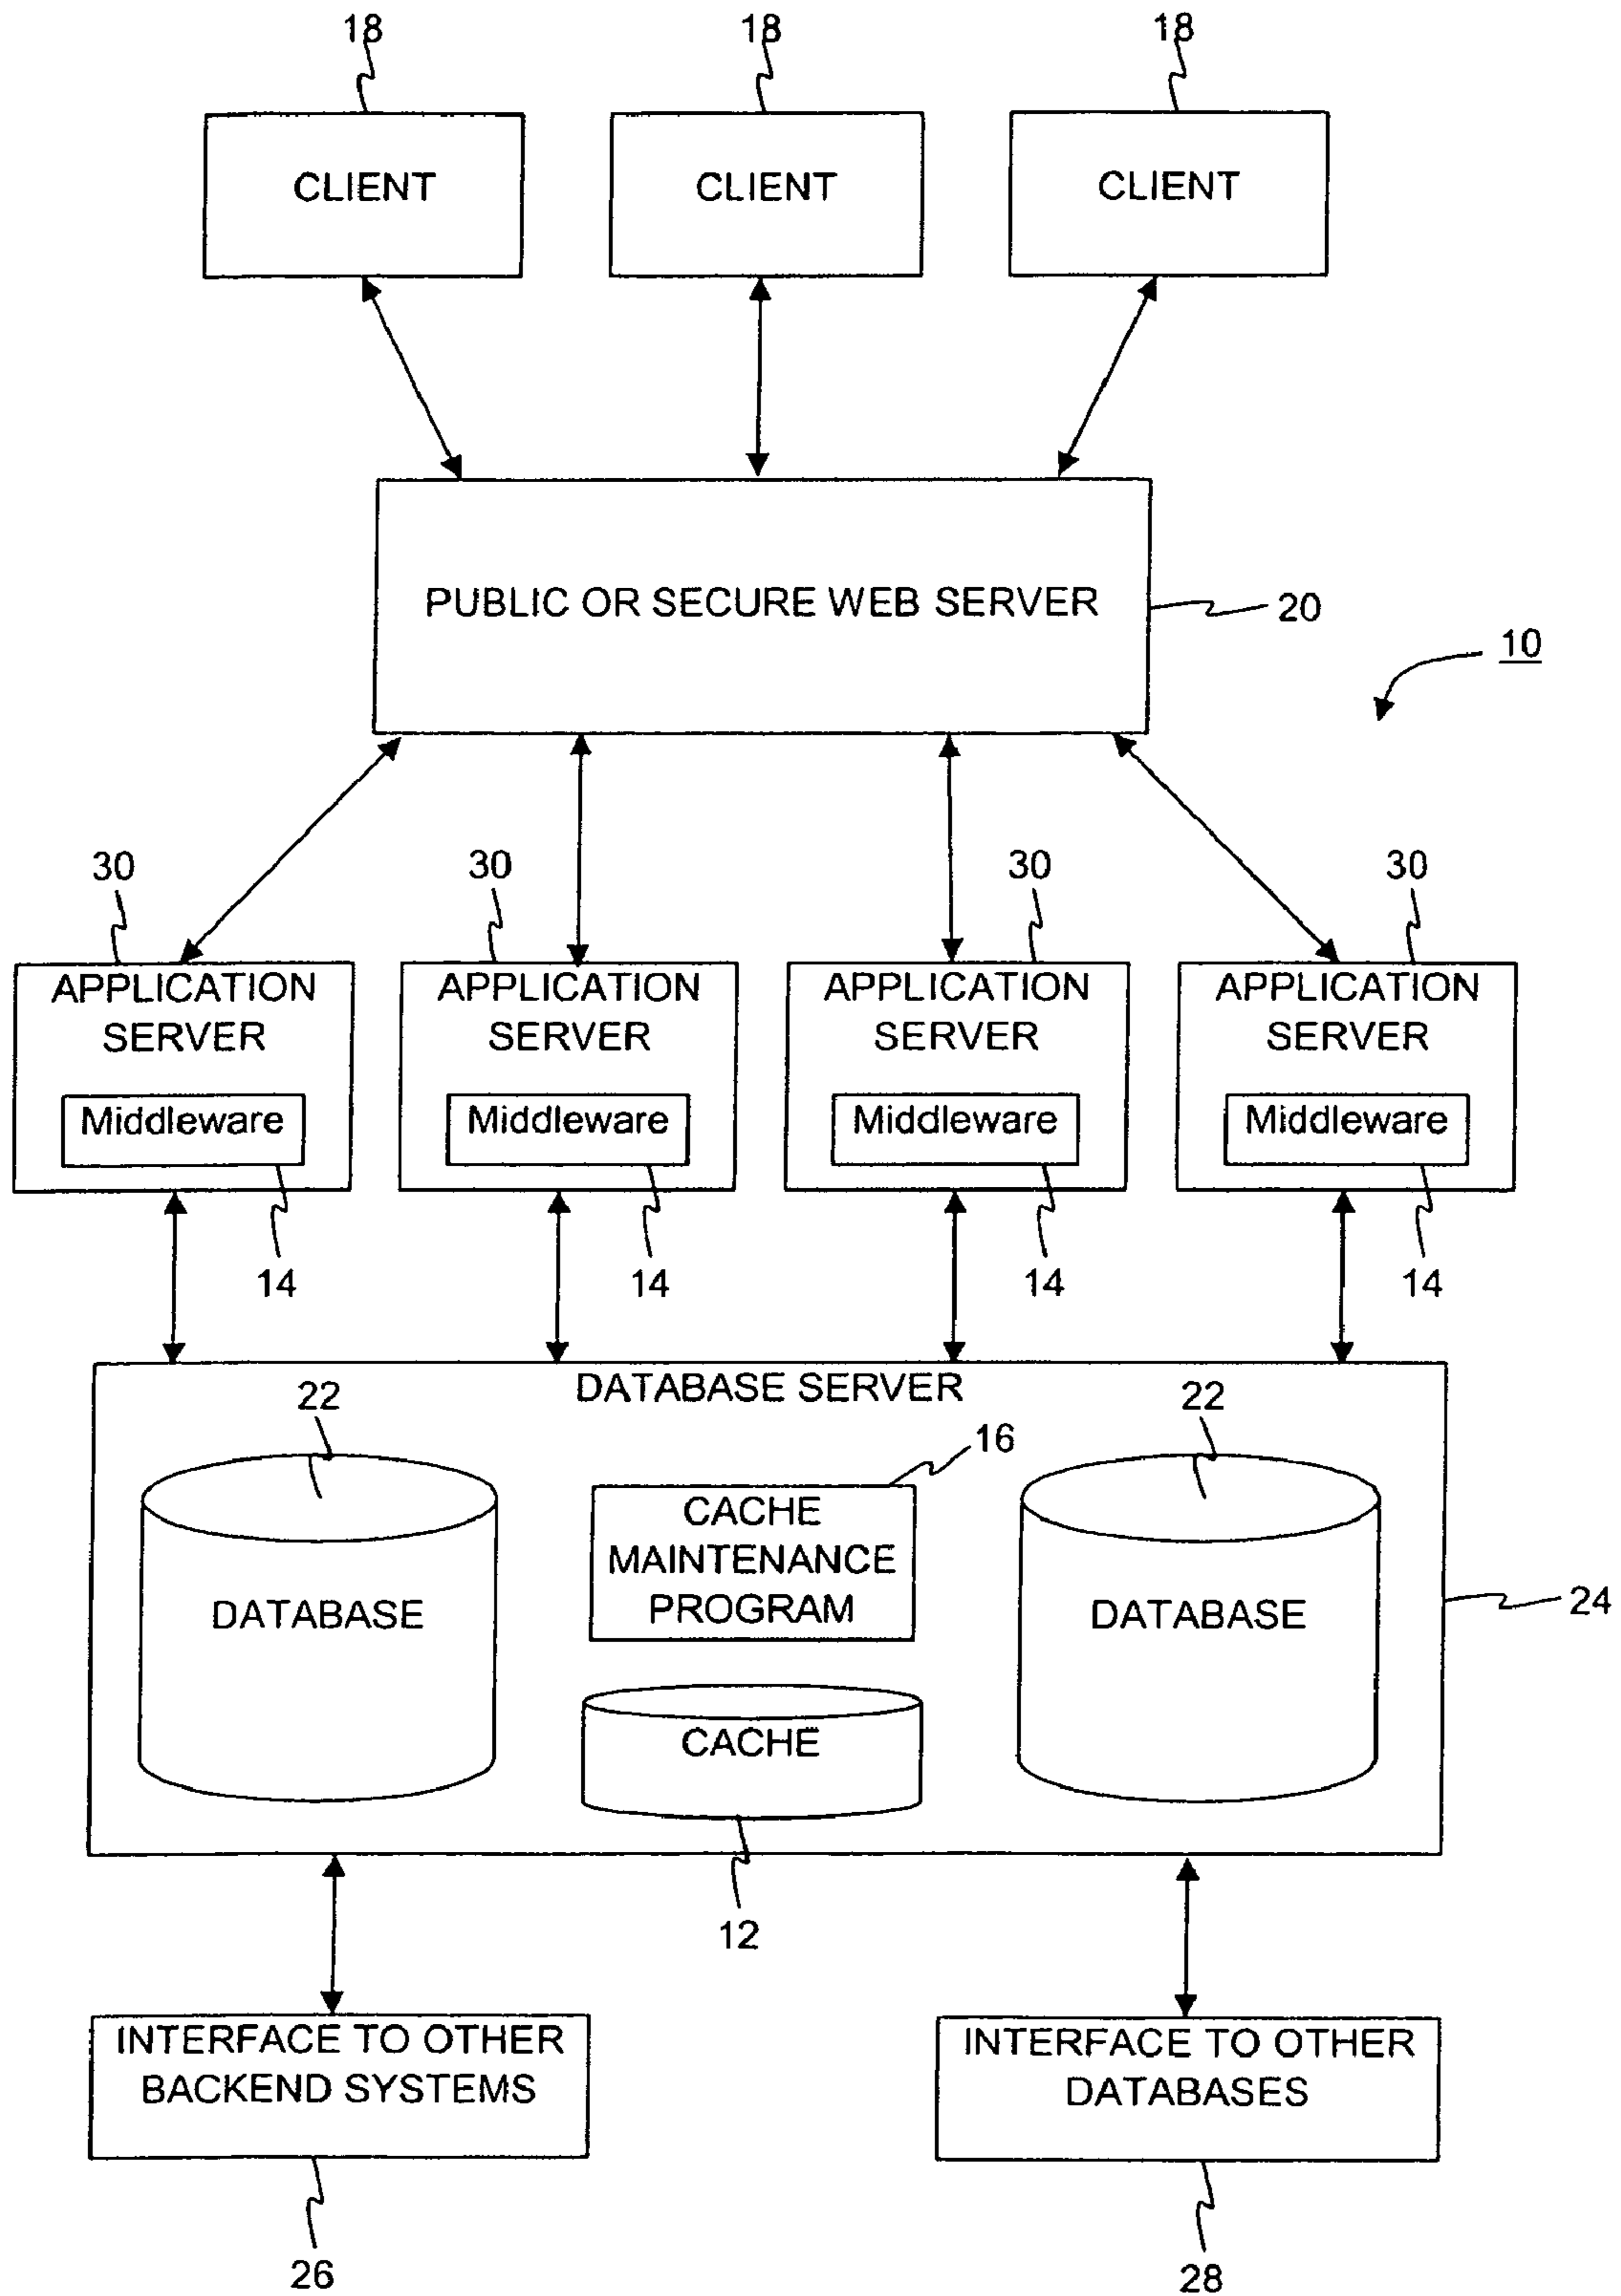 18
18
18
CLIENT
CLIENT
CLIENT
PUBLIC OR SECURE WEB SERVER
20
10
30
30
30
30
APPLICATION
SERVER
Middleware
APPLICATION
SERVER
Middleware
APPLICATION
SERVER
Middleware
APPLICATION
SERVER
Middleware
14
14
14
14
DATABASE SERVER
22
22
16
CACHE
MAINTENANCE
PROGRAM
DATABASE
DATABASE
24
CACHE
12
INTERFACE TO OTHER
BACKEND SYSTEMS
INTERFACE TO OTHER
DATABASES
26
28